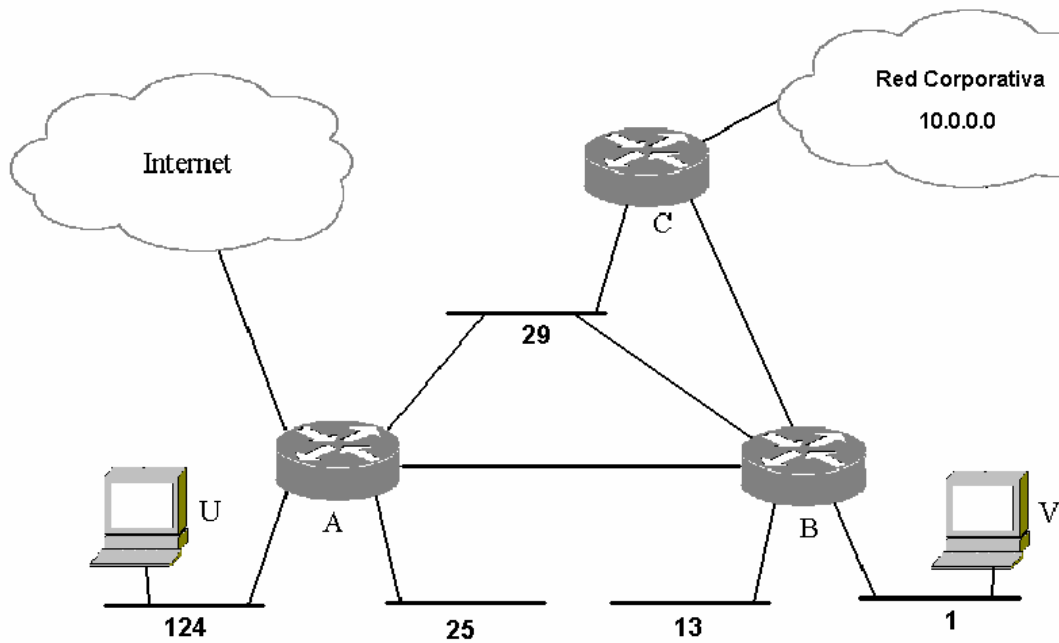 Red Corporativa
10.0.0.0
Internet
C
29
U
A
B
V
124
25
13
1